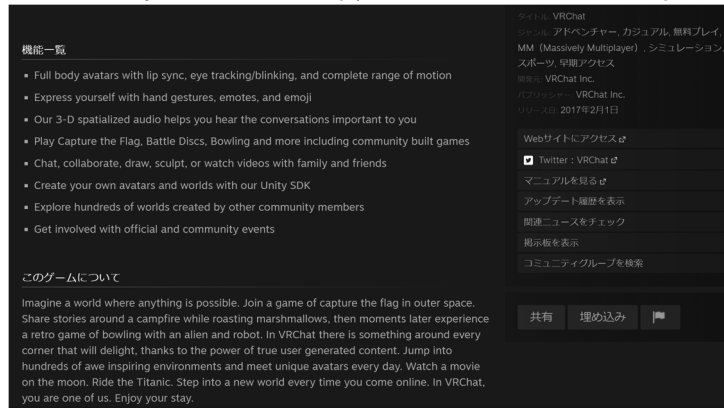 機能一覧
Full body avatars with lip sync, eye tracking/blinking, and complete range of motion
Express yourself with hand gestures, emotes, and emoji
Our 3-D spatialized audio helps you hear the conversations important to you
Play Capture the Flag, Battle Discs, Bowling and more including community built games
Chat, collaborate, draw, sculpt, or watch videos with family and friends
Create your own avatars and worlds with our Unity SDK
Explore hundreds of worlds created by other community members
Get involved with official and community events
このゲームについて
Imagine a world where anything is possible. Join a game of capture the flag in outer space.
Share stories around a campfire while roasting marshmallows, then moments later experience
a retro game of bowling with an alien and robot. In VRChat there is something around every
corner that will delight, thanks to the power of true user generated content. Jump into
hundreds of awe inspiring environments and meet unique avatars every day. Watch a movie
on the moon. Ride the Titanic. Step into a new world every time you come online. In VRChat,
you are one of us. Enjoy your stay.
タイトル: VRChat
ジャンル: アドベンチャー, カジュアル, 無料プレイ,
MM（Massively Multiplayer）, シミュレーション,
スポーツ, 早期アクセス
開発元: VRChat Inc.
パブリッシャー: VRChat Inc.
リリース日: 2017年2月1日
Webサイトにアクセス
Twitter：VRChat
マニュアルを見る
アップデート履歴を表示
関連ニュースをチェック
掲示板を表示
コミュニティグループを検索
共有 埋め込み